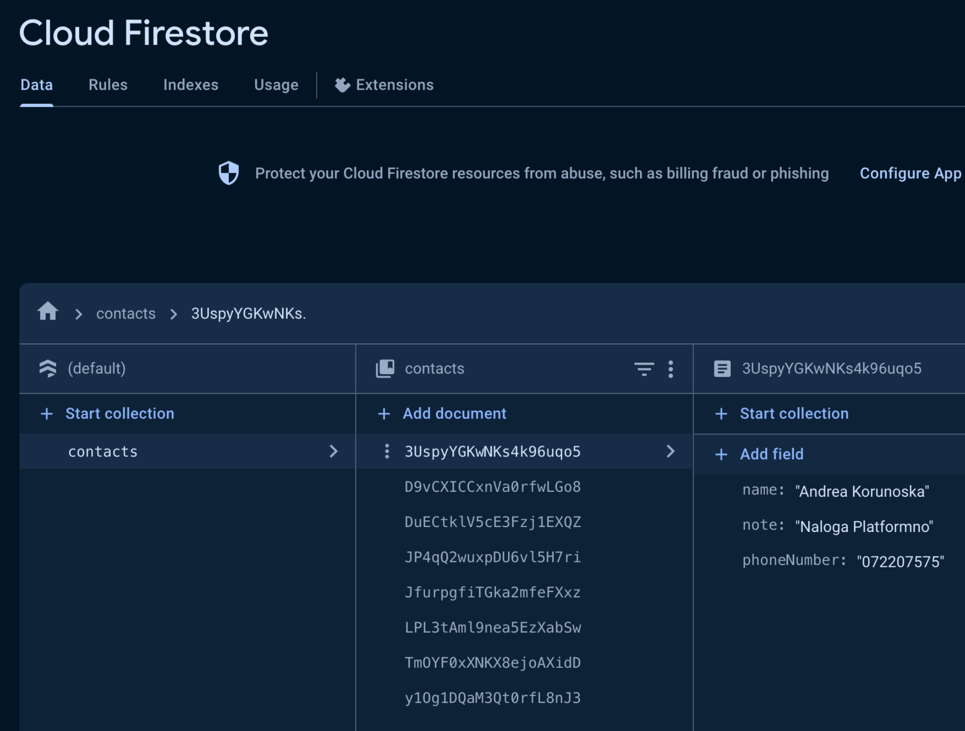 Cloud Firestore
Data Rules Indexes Usage Extensions
Protect your Cloud Firestore resources from abuse, such as billing fraud or phishing Configure App
contacts 3UspyYGKwNKs.
(default) contacts 3UspyYGKwNKs4k96uqo5
+ Start collection + Add document + Start collection
contacts 3UspyYGKwNKs4k96uqo5 + Add field
D9vCXICCxnVa0rfwLGo8 name: "Andrea Korunoska"
DuECtklV5cE3Fzj1EXQZ note: "Naloga Platformno"
JP4qQ2wuxpDU6vl5H7ri phoneNumber: "072207575"
JfurpgfiTGka2mfeFXxz
LPL3tAml9nea5EzXabSw
TmOYF0xXNKX8ejoAXidD
y1Og1DQaM3Qt0rfL8nJ3